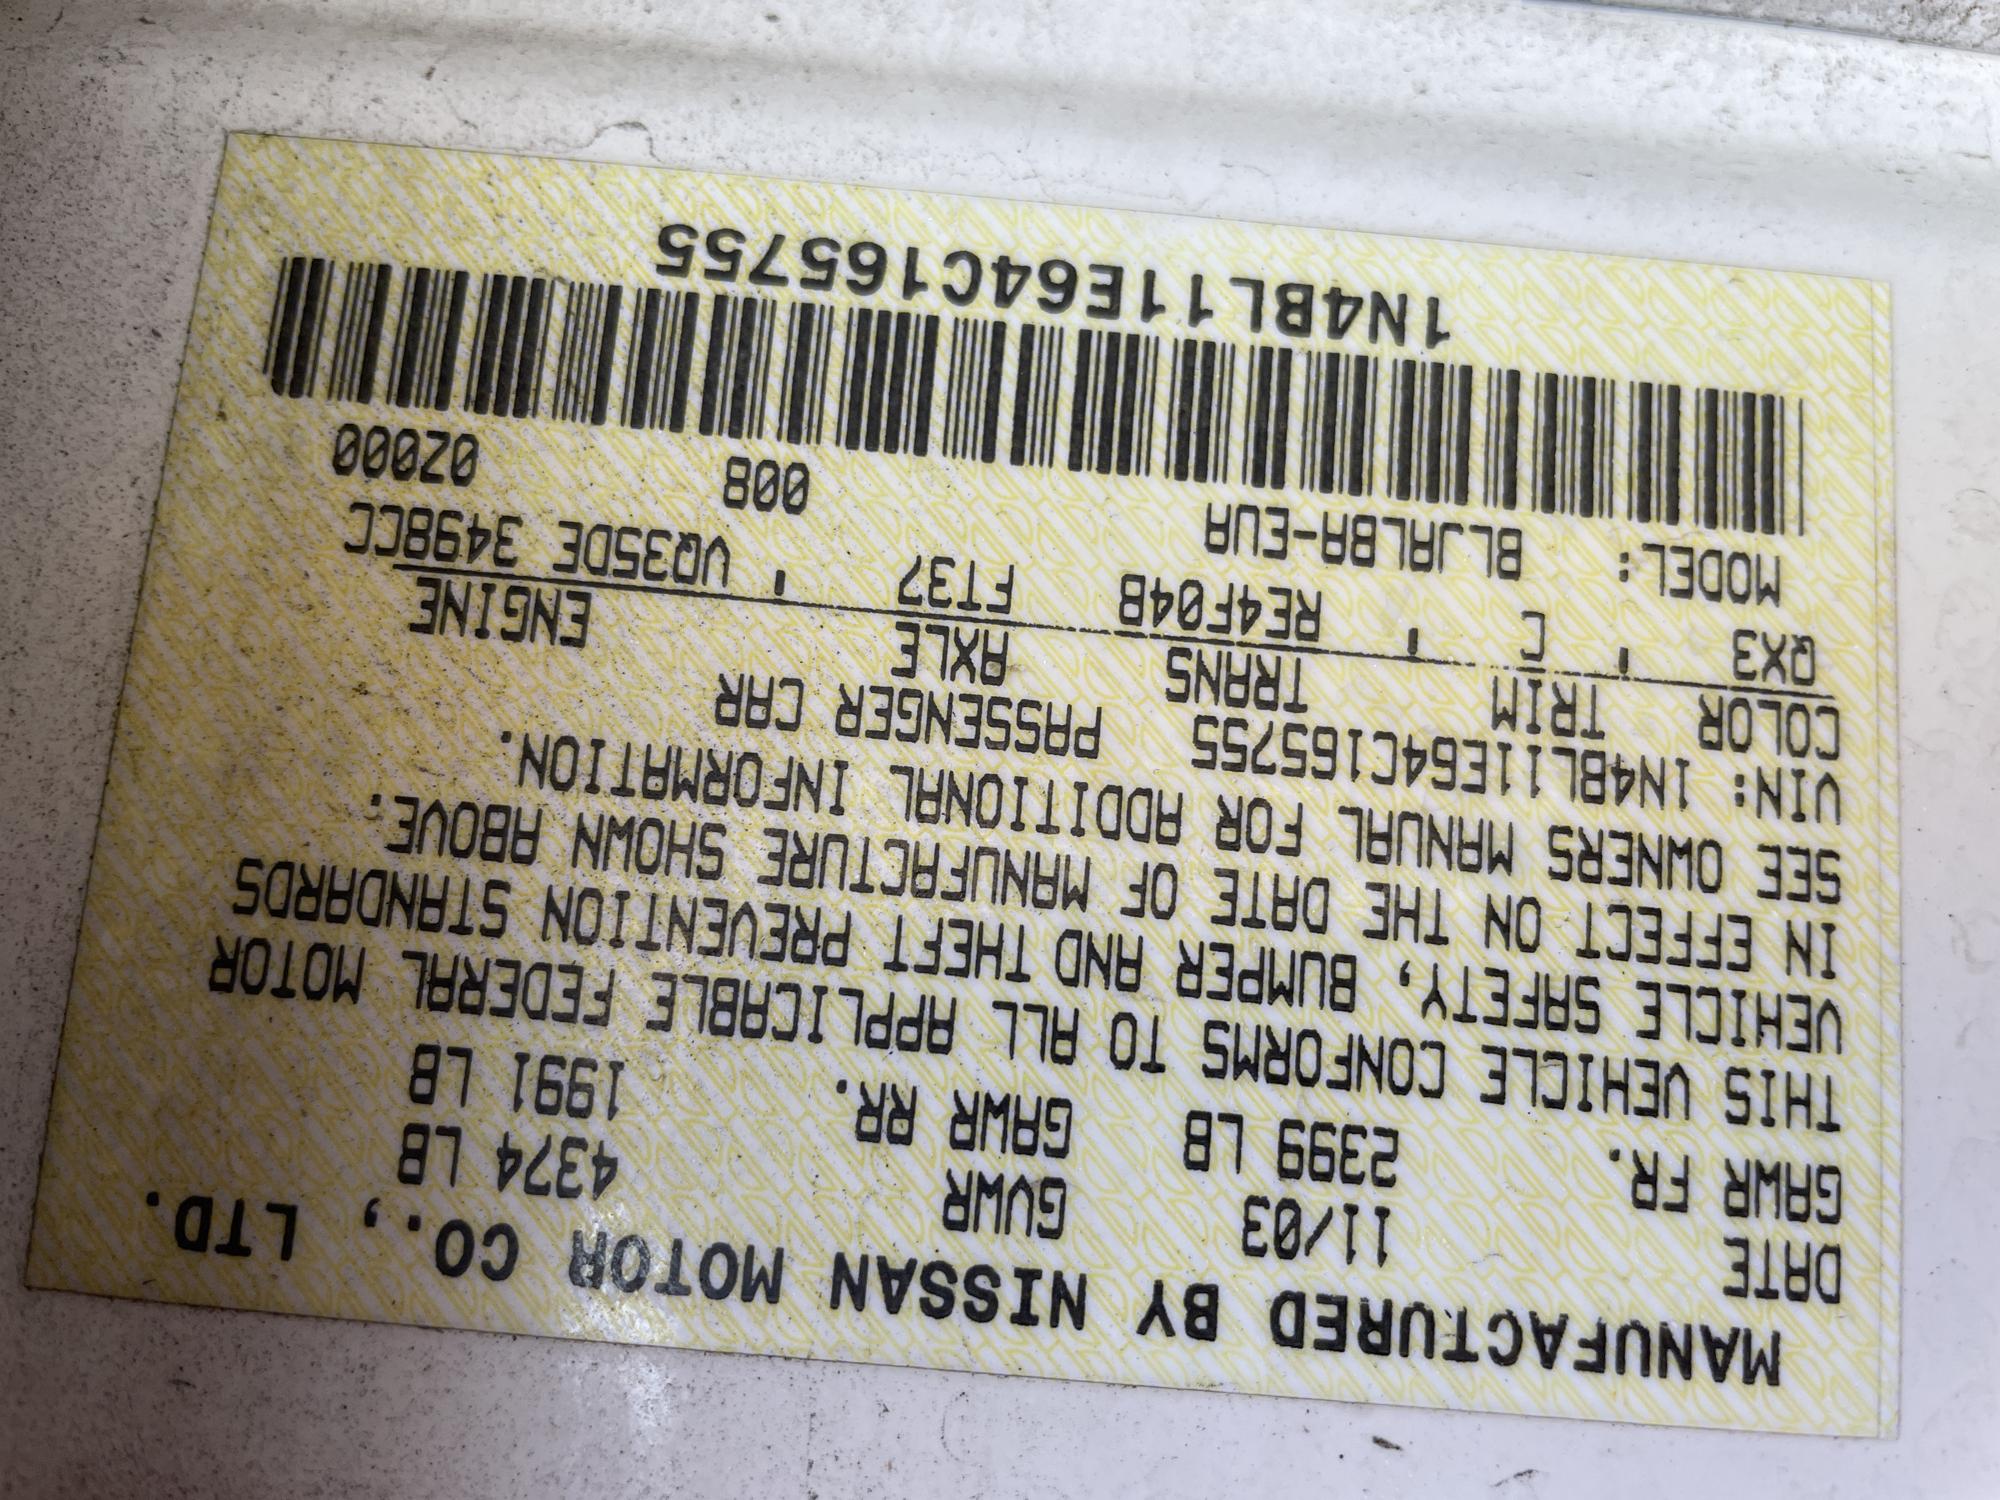 MANUFACTURED BY NISSAN MOTOR CO., LTD.
DATE 11/03 GVWR 4374 LB
GAWR FR. 2399 LB GAWR RR. 1991 LB
THIS VEHICLE CONFORMS TO ALL APPLICABLE FEDERAL MOTOR
VEHICLE SAFETY, BUMPER AND THEFT PREVENTION STANDARDS
IN EFFECT ON THE DATE OF MANUFACTURE SHOWN ABOVE.
SEE OWNERS MANUAL FOR ADDITIONAL INFORMATION.
VIN: 1N4BL11E64C165755 PASSENGER CAR
COLOR TRIM TRANS AXLE ENGINE
QX3 ' C ' RE4F04B FT37 ' VQ35DE 3498CC
MODEL: BLJALBA-EUA 008 02000
1N4BL11E64C165755